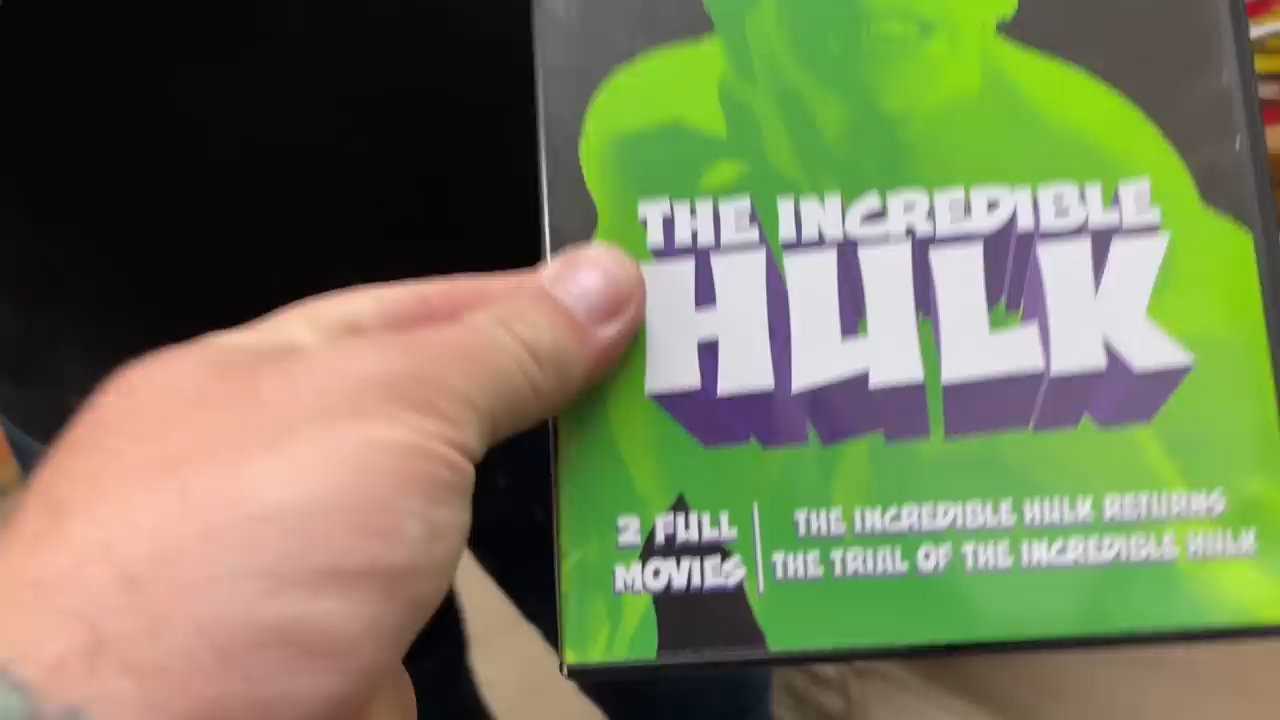 THE INCREDIBLE
HULK
2 FULL
MOVIES
THE INCREDIBLE HULK RETURNS
THE TRIAL OF THE INCREDIBLE HULK